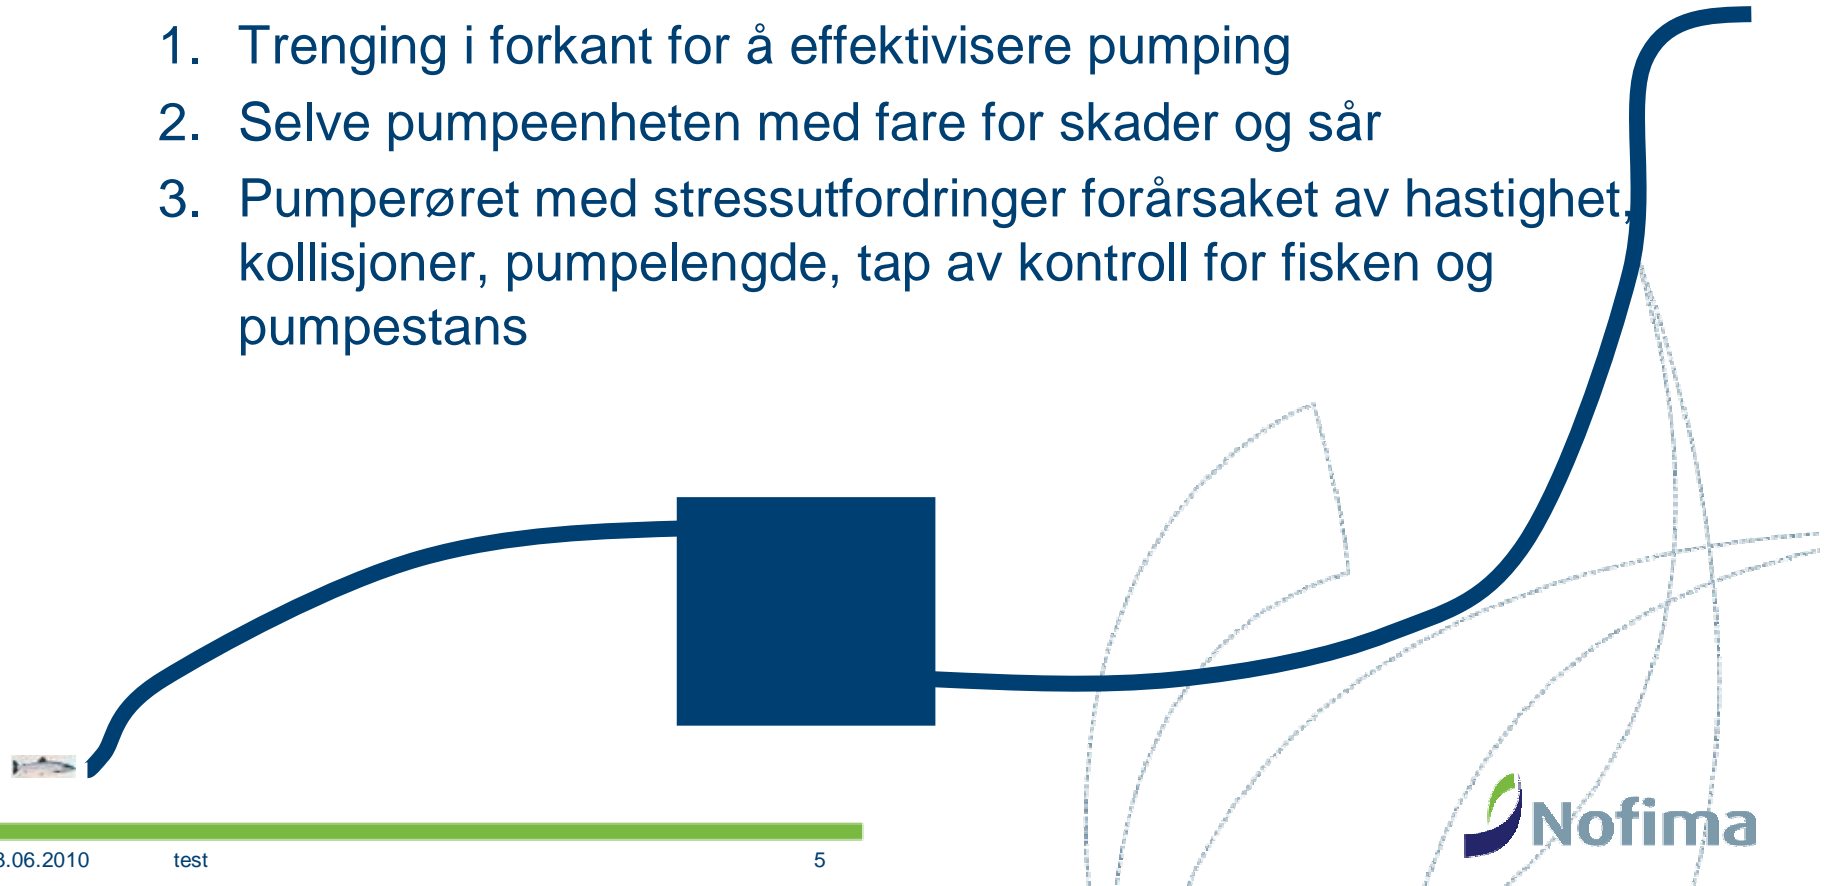 1. Trenging i forkant for å effektivisere pumping
2. Selve pumpeenheten med fare for skader og sår
3. Pumperøret med stressutfordringer forårsaket av hastighet,
kollisjoner, pumpelengde, tap av kontroll for fisken og
pumpestans
Nofima
3.06.2010 test 5